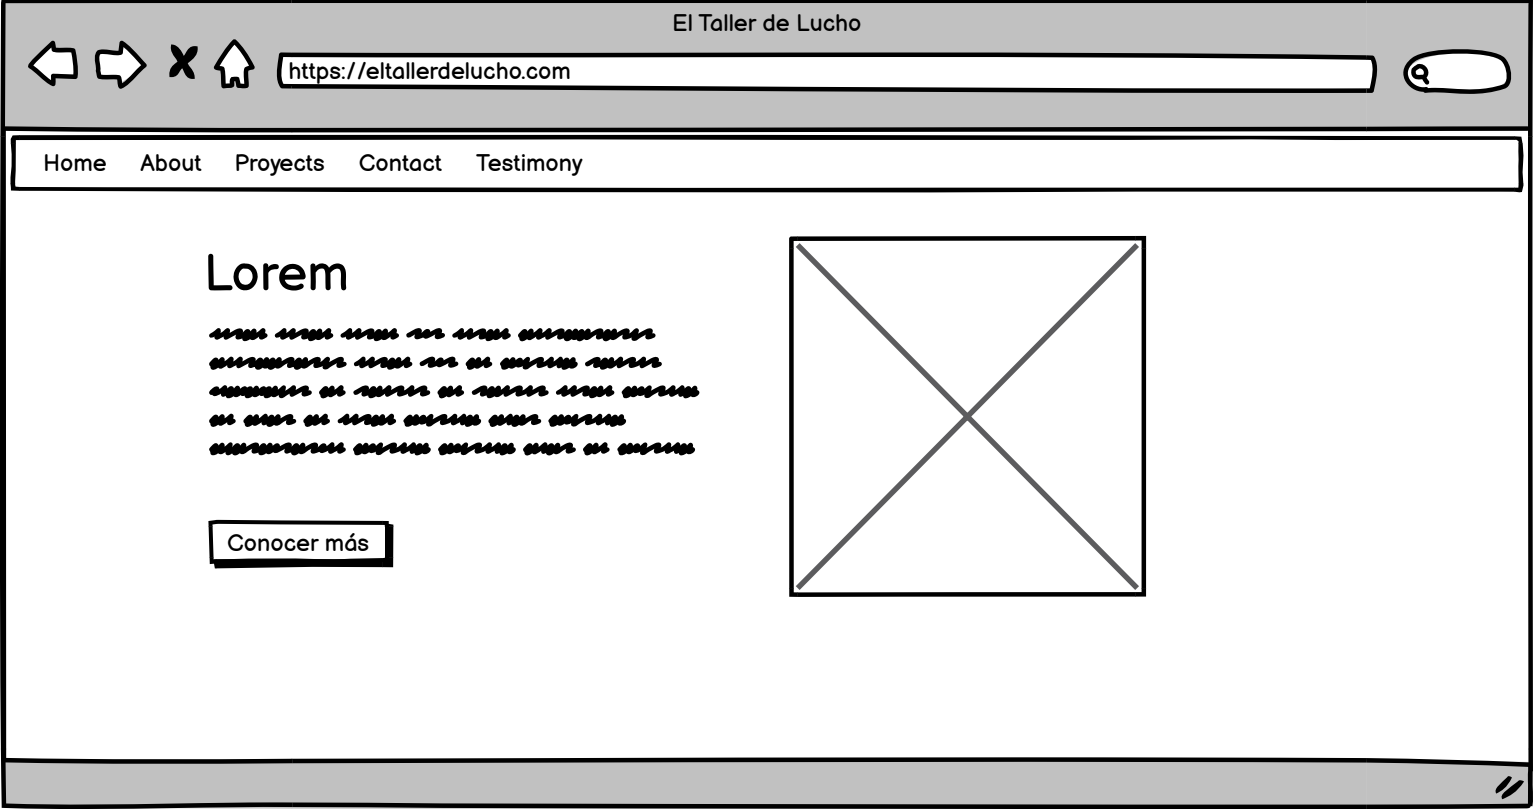 El Taller de Lucho
https://eltallerdelucho.com
Home About Proyects Contact Testimony
Lorem
Conocer más